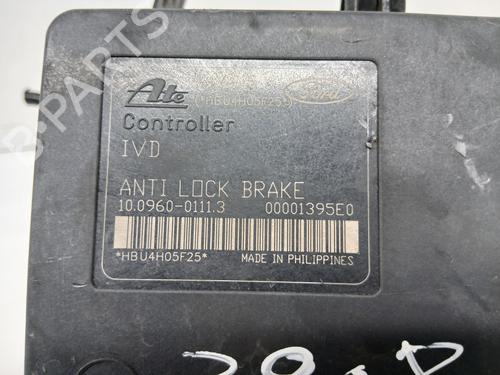 B-PARTS
Ate
*HBU4H05F25*
Ford
Controller
IVD
ANTI LOCK BRAKE
10.0960-0111.3 00001395E0
*HBU4H05F25* MADE IN PHILIPPINES